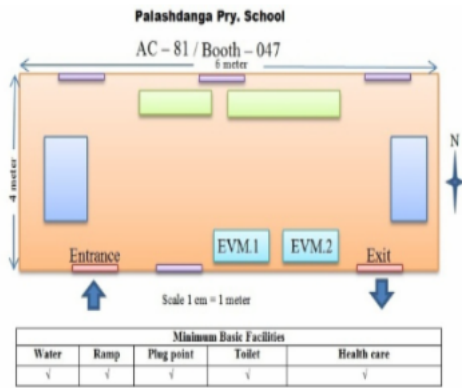 Palashdanga Pry. School
AC – 81 / Booth – 047
6 meter
4 meter
N
EVM.1 EVM.2
Entrance Exit
Scale 1 cm = 1 meter
Minimum Basic Facilities
Water Ramp Plug point Toilet Health care
√ √ √ √ √